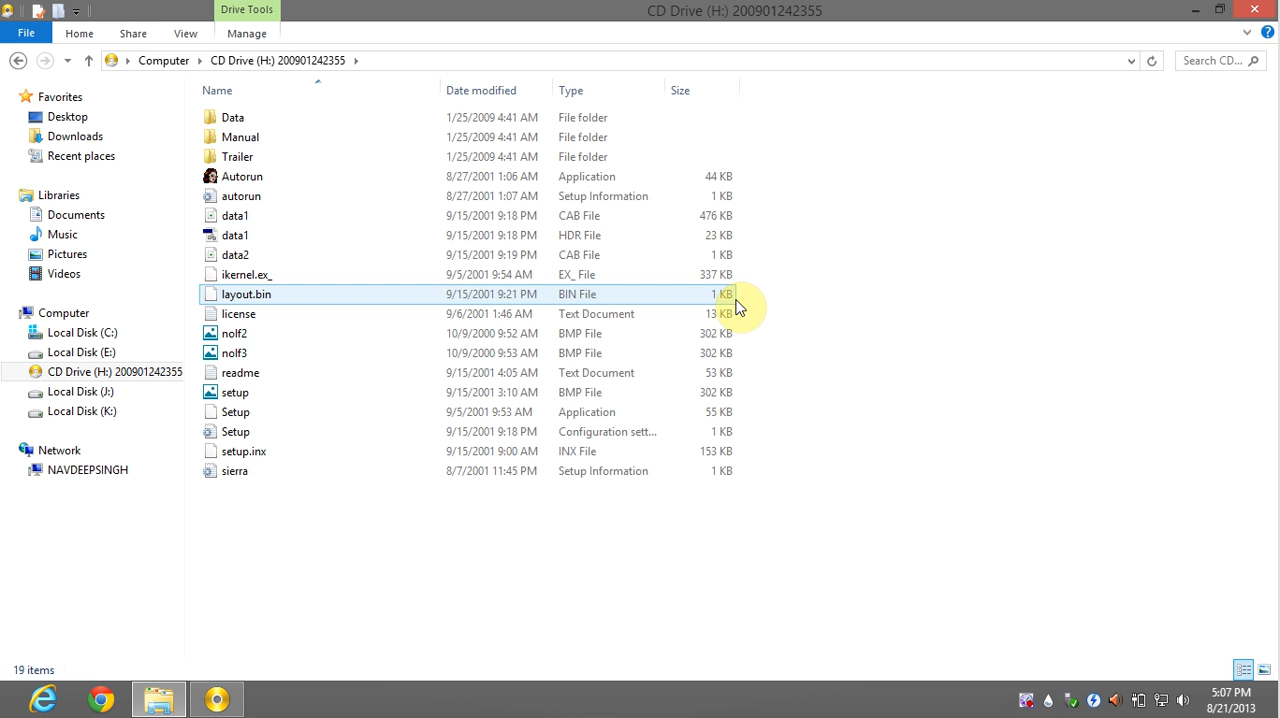 Drive Tools
CD Drive (H:) 200901242355
File Home Share View Manage
Computer CD Drive (H:) 200901242355 Search CD...
Name Date modified Type Size
Favorites
Desktop
Downloads
Recent places
Libraries
Documents
Music
Pictures
Videos
Computer
Local Disk (C:)
Local Disk (E:)
CD Drive (H:) 200901242355
Local Disk (J:)
Local Disk (K:)
Network
NAVDEEPSINGH
Data 1/25/2009 4:41 AM File folder
Manual 1/25/2009 4:41 AM File folder
Trailer 1/25/2009 4:41 AM File folder
Autorun 8/27/2001 1:06 AM Application 44 KB
autorun 8/27/2001 1:07 AM Setup Information 1 KB
data1 9/15/2001 9:18 PM CAB File 476 KB
data1 9/15/2001 9:18 PM HDR File 23 KB
data2 9/15/2001 9:19 PM CAB File 1 KB
ikernel.ex_ 9/5/2001 9:54 AM EX_ File 337 KB
layout.bin 9/15/2001 9:21 PM BIN File 1 KB
license 9/6/2001 1:46 AM Text Document 13 KB
nolf2 10/9/2000 9:52 AM BMP File 302 KB
nolf3 10/9/2000 9:53 AM BMP File 302 KB
readme 9/15/2001 4:05 AM Text Document 53 KB
setup 9/15/2001 3:10 AM BMP File 302 KB
Setup 9/5/2001 9:53 AM Application 55 KB
Setup 9/15/2001 9:18 PM Configuration sett... 1 KB
setup.inx 9/15/2001 9:00 AM INX File 153 KB
sierra 8/7/2001 11:45 PM Setup Information 1 KB
19 items
5:07 PM
8/21/2013